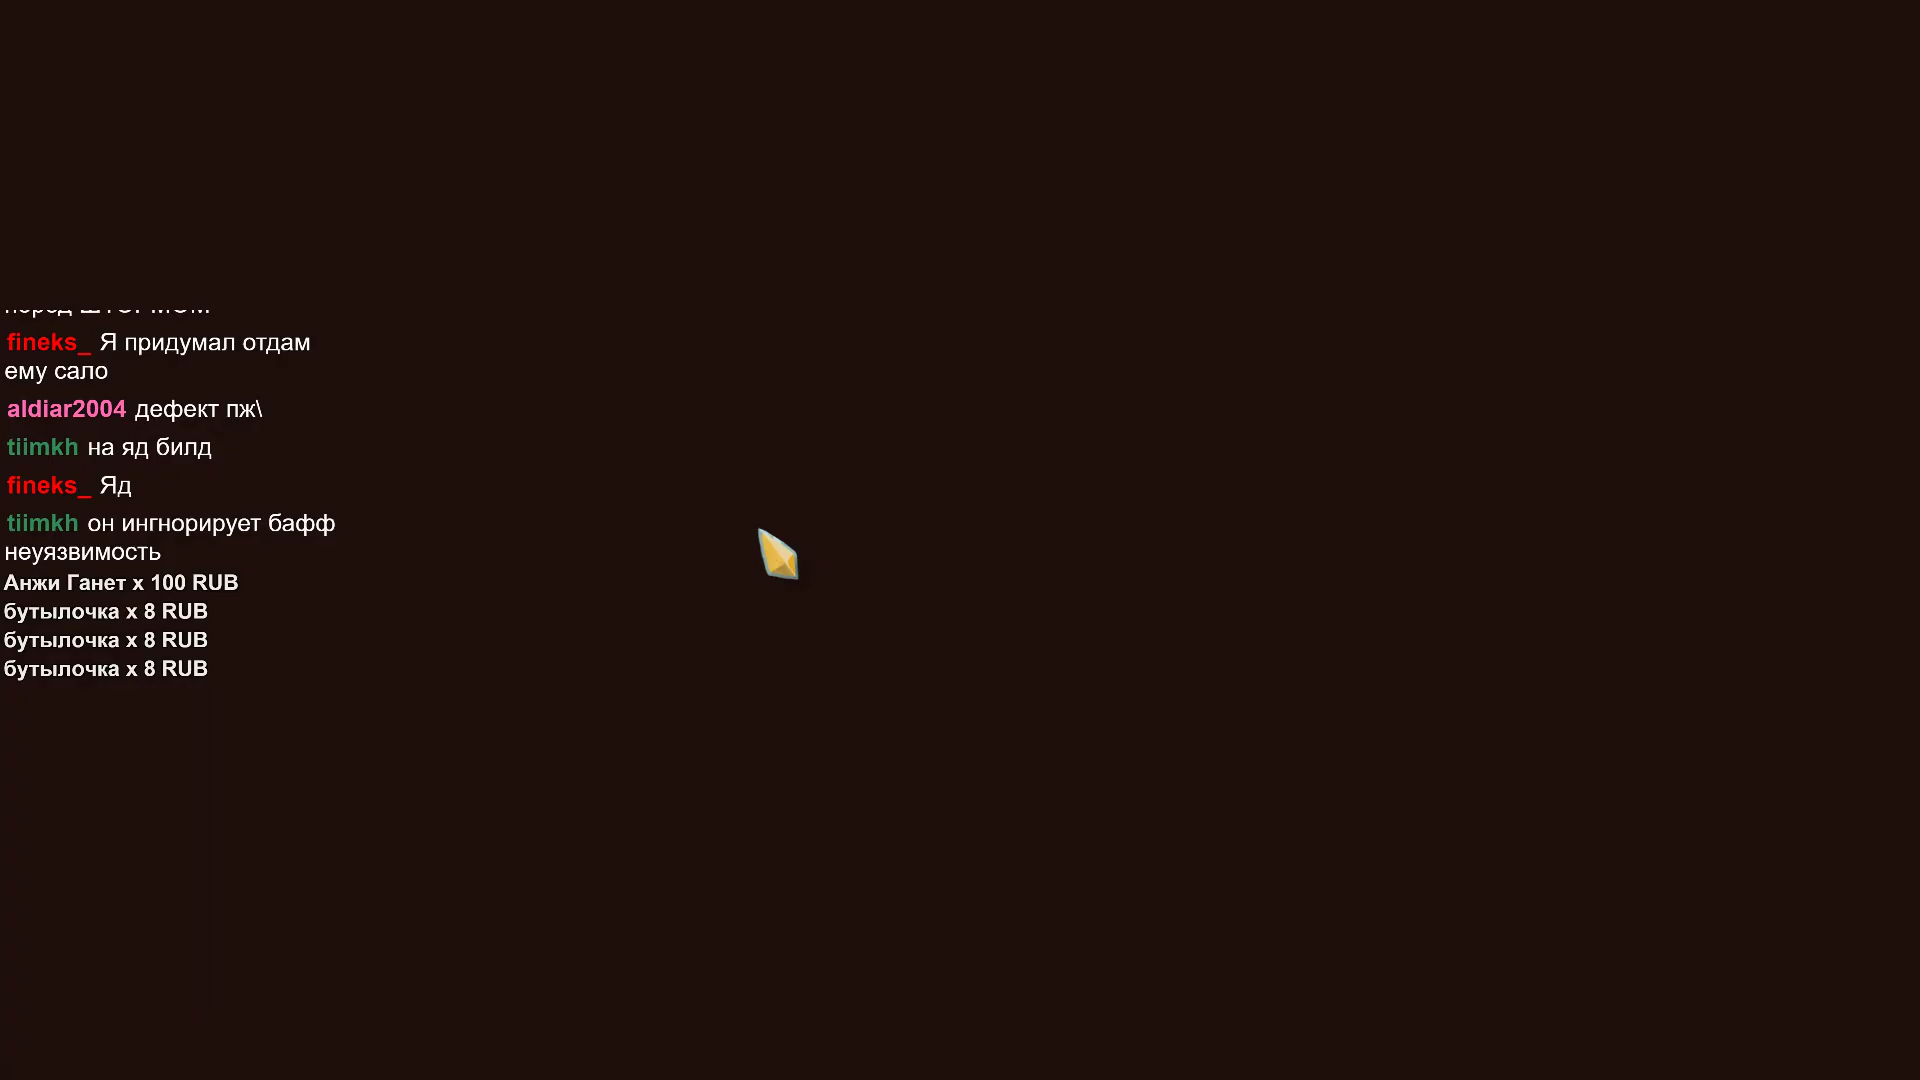 fineks_ Я придумал отдам
ему сало
aldiar2004 дефект пж\
tiimkh на яд билд
fineks_ Яд
tiimkh он ингнорирует бафф
неуязвимость
Анжи Ганет x 100 RUB
бутылочка x 8 RUB
бутылочка x 8 RUB
бутылочка x 8 RUB